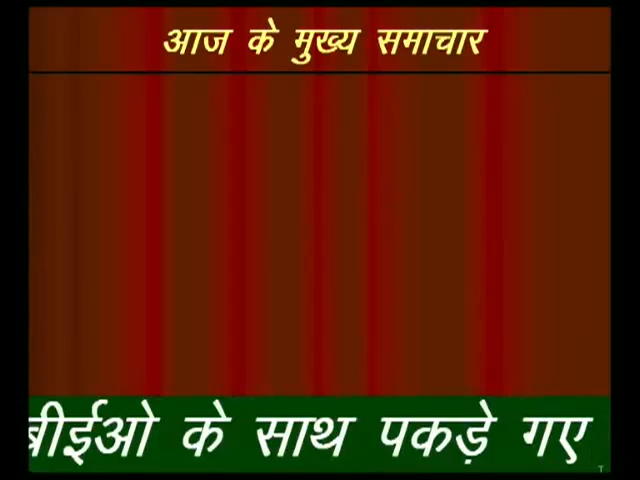 आज के मुख्य समाचार
बीईओ के साथ पकड़े गए